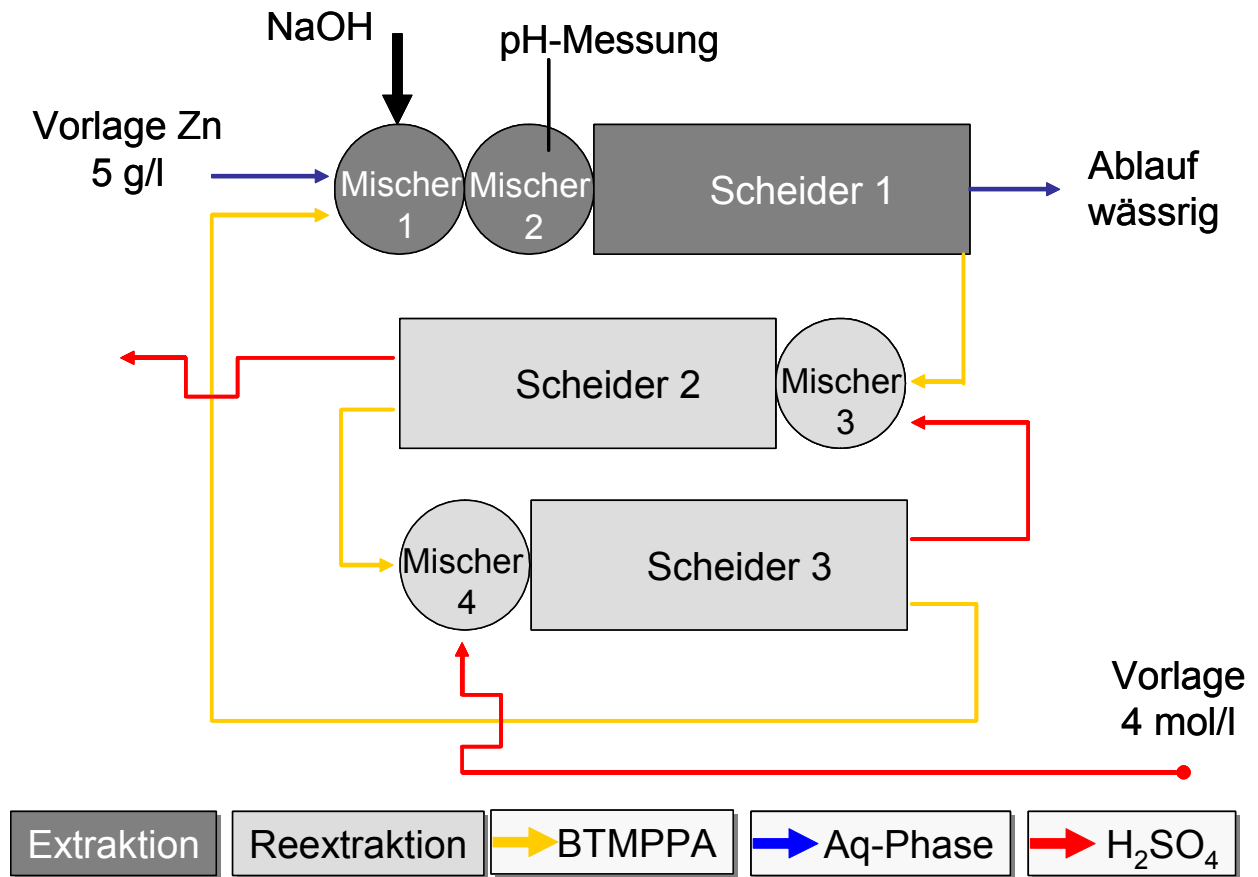 NaOH
pH-Messung
Vorlage Zn
5 g/l
Mischer
1
Mischer
2
Scheider 1
Ablauf
wässrig
Scheider 2
Mischer
3
Mischer
4
Scheider 3
Vorlage
4 mol/l
Extraktion
Reextraktion
BTMPPA
Aq-Phase
H₂SO₄